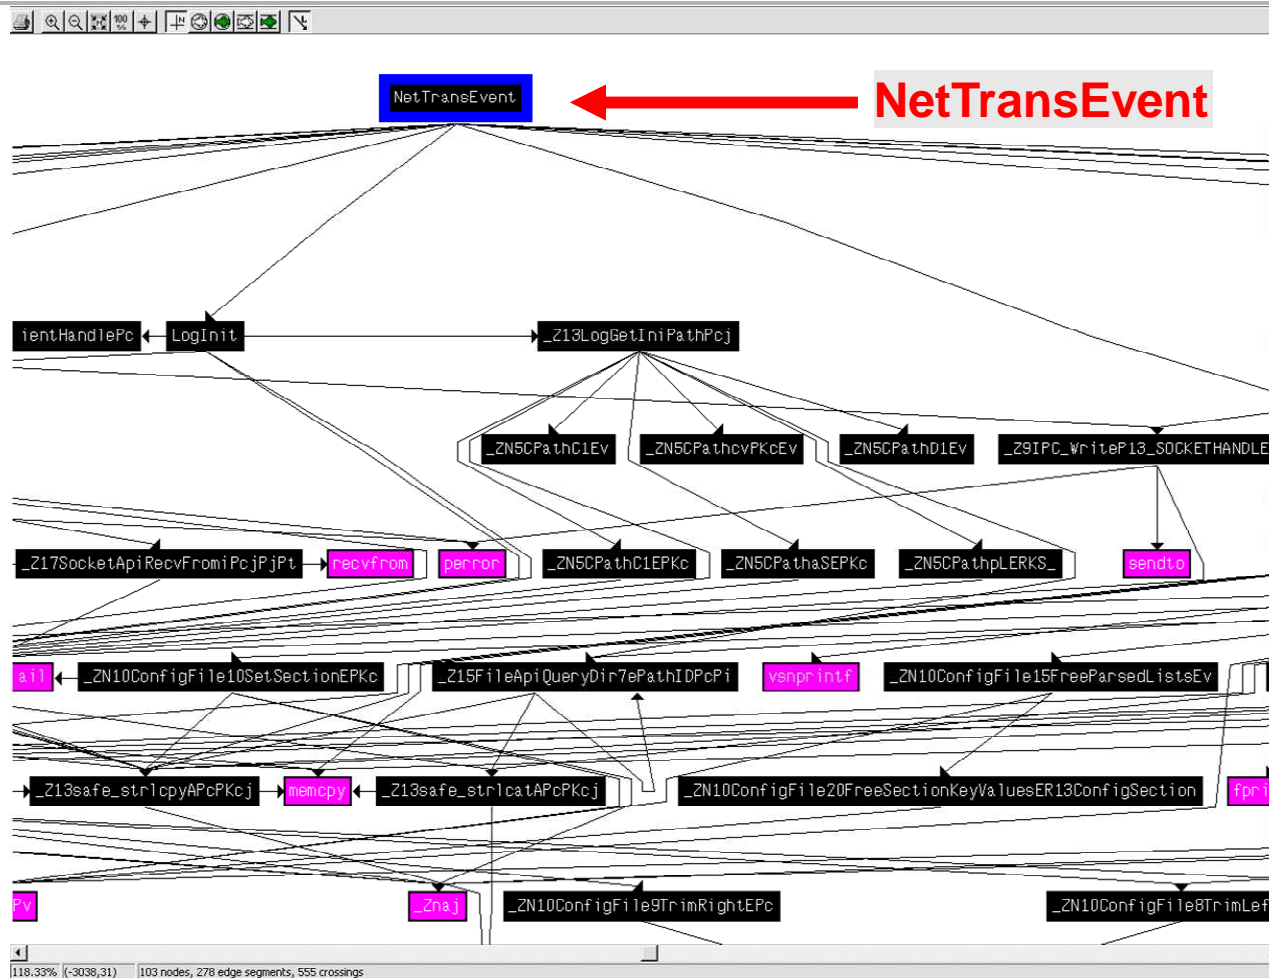 100 %
NetTransEvent
NetTransEvent
ientHandlePc
LogInit
_Z13LogGetIniPathPcj
_ZN5CPathC1Ev
_ZN5CPathcvPKcEv
_ZN5CPathD1Ev
_Z9IPC_WriteP13_SOCKETHANDLE
_Z17SocketApiRecvFromiPcjPjPt
recvfrom
perror
_ZN5CPathC1EPKc
_ZN5CPathaSEPKc
_ZN5CPathpLERKS_
sendto
ail
_ZN10ConfigFile10SetSectionEPKc
_Z15FileApiQueryDir7ePathIDPcPi
vsnprintf
_ZN10ConfigFile15FreeParsedListsEv
_Z13safe_strlcpyAPcPKcj
memcpy
_Z13safe_strlcatAPcPKcj
_ZN10ConfigFile20FreeSectionKeyValuesER13ConfigSection
fpri
Pv
_Znaj
_ZN10ConfigFile9TrimRightEPc
_ZN10ConfigFile8TrimLef
118.33% (-3038,31) 103 nodes, 278 edge segments, 555 crossings